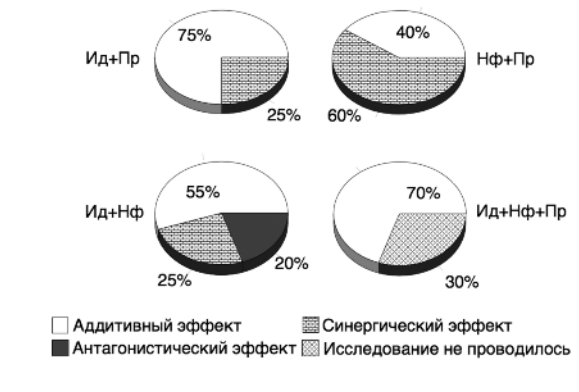 75%
40%
Ид+Пр
Нф+Пр
25%
60%
55%
70%
Ид+Нф
Ид+Нф+Пр
20%
25%
30%
Аддитивный эффект
Синергический эффект
Антагонистический эффект
Исследование не проводилось